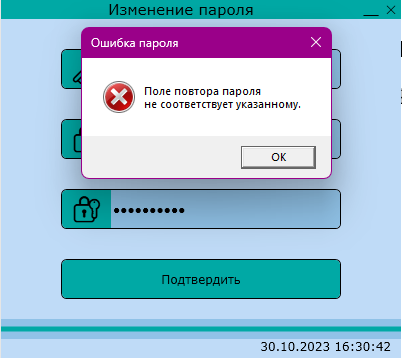 Изменение пароля
Ошибка пароля
Поле повтора пароля
не соответствует указанному.
OK
Подтвердить
30.10.2023 16:30:42